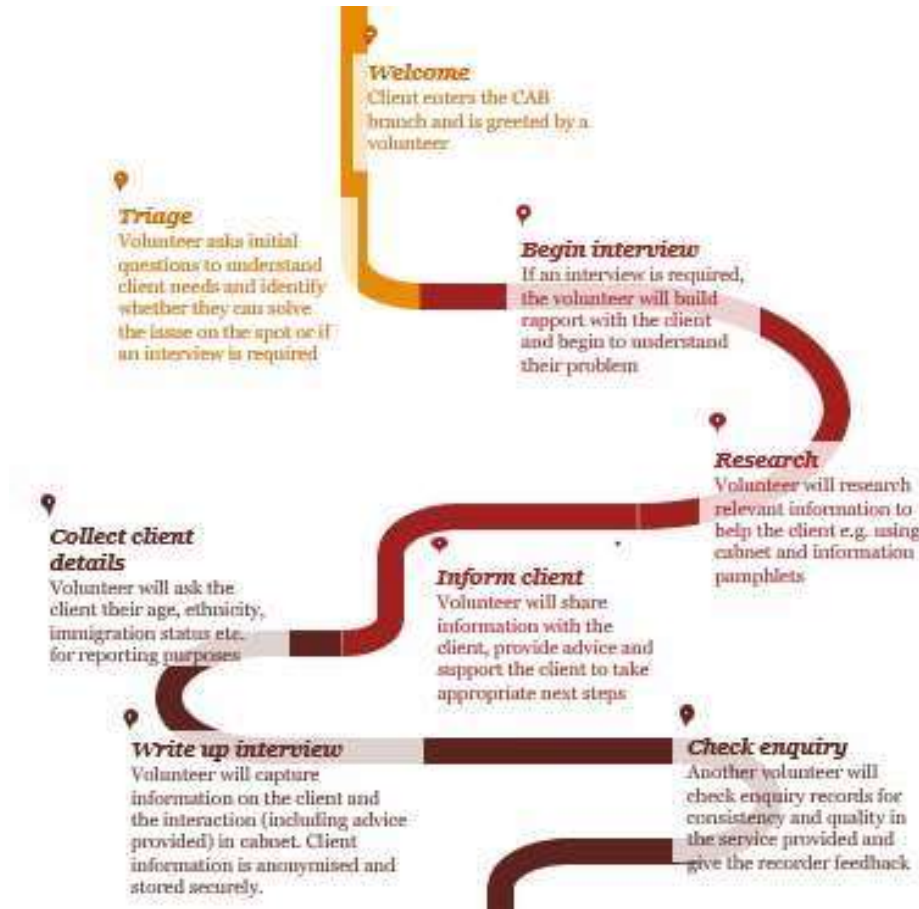 Welcome
Client enters the CAB
branch and is greeted by a
volunteer
Triage
Volunteer asks initial
questions to understand
client needs and identify
whether they can solve
the issue on the spot or if
an interview is required
Begin interview
If an interview is required,
the volunteer will build
rapport with the client
and begin to understand
their problem
Research
Volunteer will research
relevant information to
help the client e.g. using
cabnet and information
pamphlets
Inform client
Volunteer will share
information with the
client, provide advice and
support the client to take
appropriate next steps
Collect client
details
Volunteer will ask the
client their age, ethnicity,
immigration status etc.
for reporting purposes
Write up interview
Volunteer will capture
information on the client and
the interaction (including advice
provided) in cabnet. Client
information is anonymised and
stored securely.
Check enquiry
Another volunteer will
check enquiry records for
consistency and quality in
the service provided and
give the recorder feedback